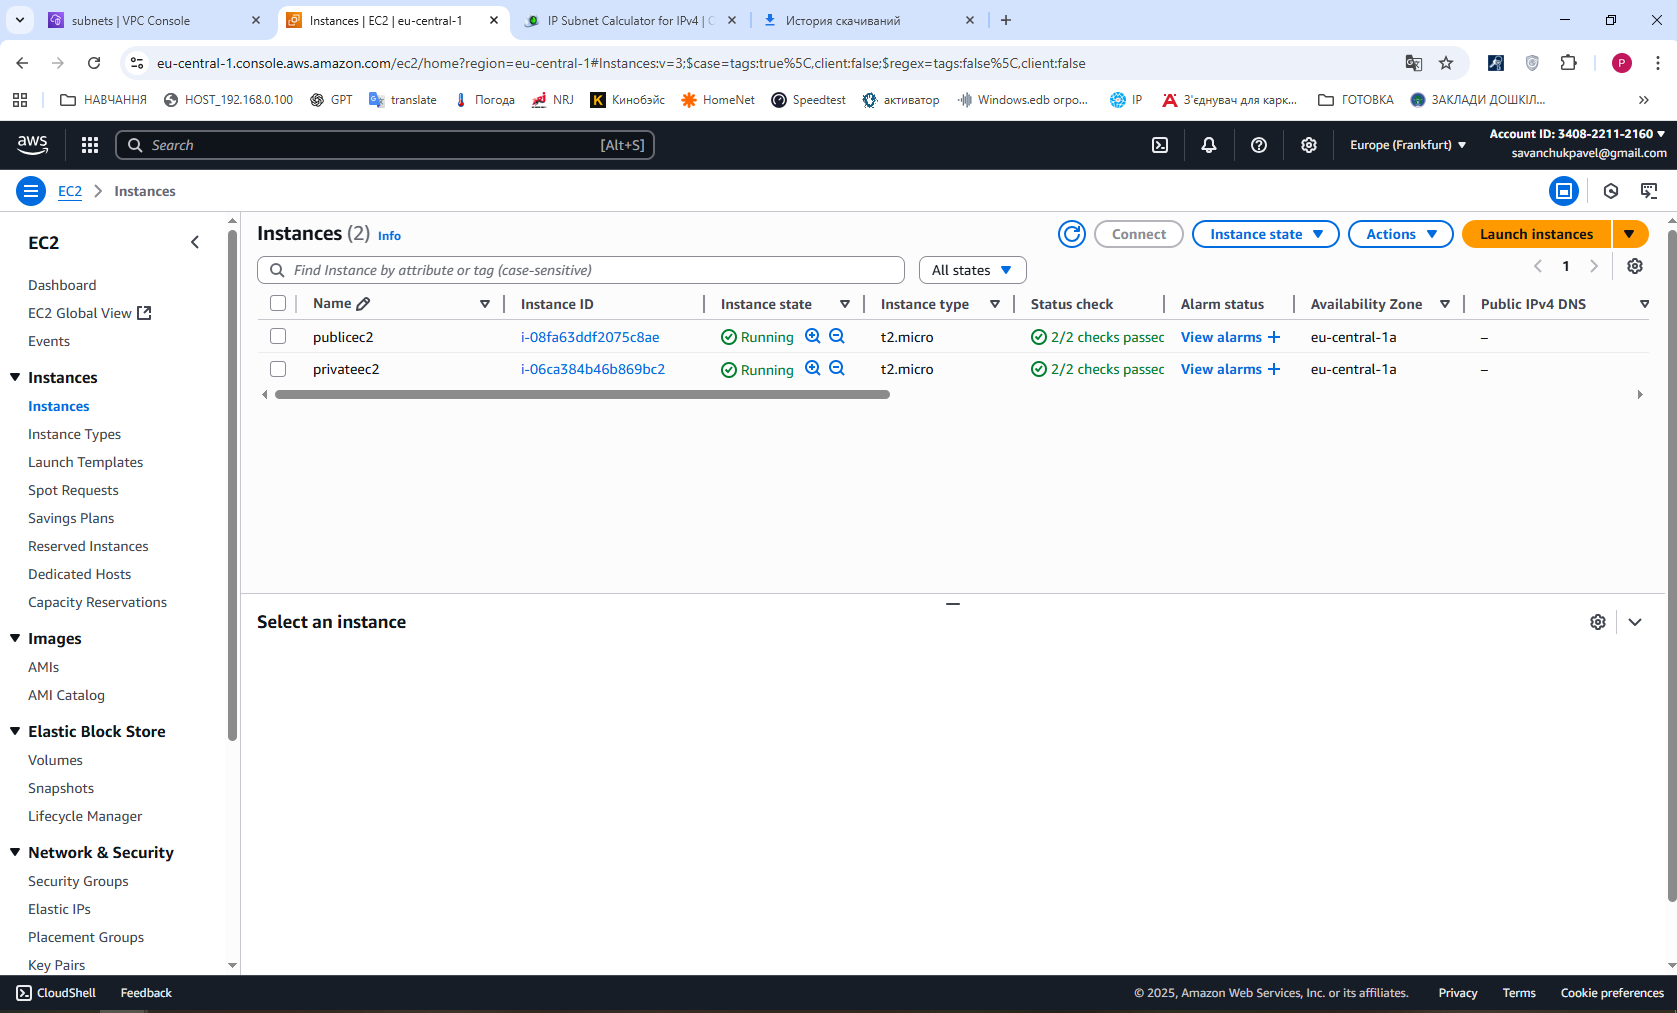 subnets | VPC Console
Instances | EC2 | eu-central-1
IP Subnet Calculator for IPv4 | C
История скачиваний
eu-central-1.console.aws.amazon.com/ec2/home?region=eu-central-1#Instances:v=3;$case=tags:true%5C,client:false;$regex=tags:false%5C,client:false
P
НАВЧАННЯ
HOST_192.168.0.100
GPT
translate
Погода
NRJ
Кинобэйс
HomeNet
Speedtest
активатор
Windows.edb огро...
IP
З'єднувач для карк...
ГОТОВКА
ЗАКЛАДИ ДОШКІЛ...
aws
Search
[Alt+S]
Europe (Frankfurt)
Account ID: 3408-2211-2160
savanchukpavel@gmail.com
EC2
Instances
EC2
Dashboard
EC2 Global View
Events
Instances
Instances
Instance Types
Launch Templates
Spot Requests
Savings Plans
Reserved Instances
Dedicated Hosts
Capacity Reservations
Images
AMIs
AMI Catalog
Elastic Block Store
Volumes
Snapshots
Lifecycle Manager
Network & Security
Security Groups
Elastic IPs
Placement Groups
Key Pairs
Instances (2) Info
Connect
Instance state
Actions
Launch instances
Find Instance by attribute or tag (case-sensitive)
All states
1
Name
Instance ID
Instance state
Instance type
Status check
Alarm status
Availability Zone
Public IPv4 DNS
publicec2
i-08fa63ddf2075c8ae
Running
t2.micro
2/2 checks passec
View alarms +
eu-central-1a
–
privateec2
i-06ca384b46b869bc2
Running
t2.micro
2/2 checks passec
View alarms +
eu-central-1a
–
Select an instance
CloudShell
Feedback
© 2025, Amazon Web Services, Inc. or its affiliates.
Privacy
Terms
Cookie preferences